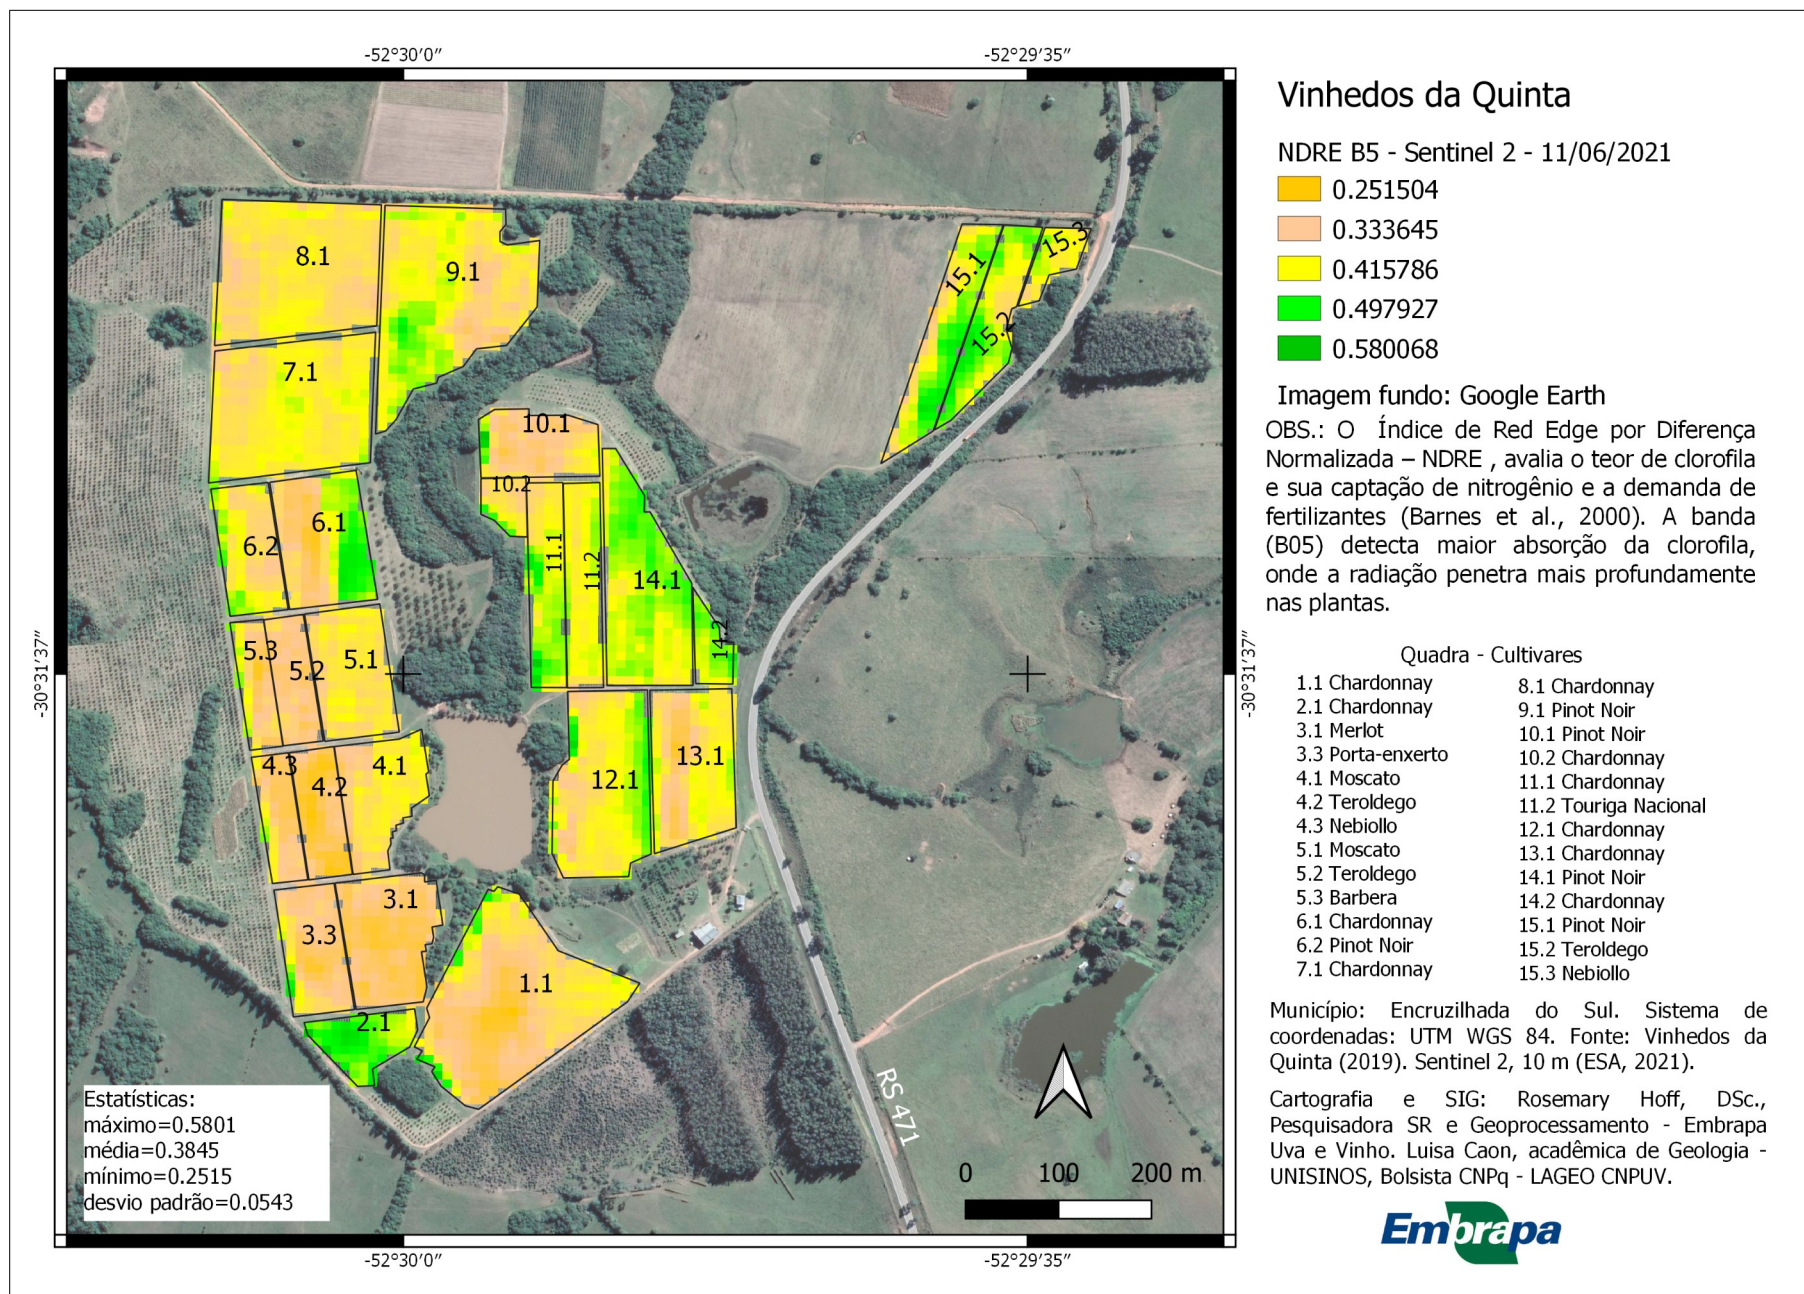 -52°30′0″
-52°29′35″
-30°31′37″
-30°31′37″
-52°30′0″
-52°29′35″
8.1
9.1
7.1
15.1
15.2
15.3
10.1
10.2
6.1
6.2
11.1
11.2
14.1
14.2
5.3
5.2
5.1
4.3
4.2
4.1
12.1
13.1
3.1
3.3
1.1
2.1
RS 471
0 100 200 m
Estatísticas:
máximo=0.5801
média=0.3845
mínimo=0.2515
desvio padrão=0.0543
Vinhedos da Quinta
NDRE B5 - Sentinel 2 - 11/06/2021
0.251504
0.333645
0.415786
0.497927
0.580068
Imagem fundo: Google Earth
OBS.: O Índice de Red Edge por Diferença
Normalizada – NDRE , avalia o teor de clorofila
e sua captação de nitrogênio e a demanda de
fertilizantes (Barnes et al., 2000). A banda
(B05) detecta maior absorção da clorofila,
onde a radiação penetra mais profundamente
nas plantas.
Quadra - Cultivares
1.1 Chardonnay
2.1 Chardonnay
3.1 Merlot
3.3 Porta-enxerto
4.1 Moscato
4.2 Teroldego
4.3 Nebiollo
5.1 Moscato
5.2 Teroldego
5.3 Barbera
6.1 Chardonnay
6.2 Pinot Noir
7.1 Chardonnay
8.1 Chardonnay
9.1 Pinot Noir
10.1 Pinot Noir
10.2 Chardonnay
11.1 Chardonnay
11.2 Touriga Nacional
12.1 Chardonnay
13.1 Chardonnay
14.1 Pinot Noir
14.2 Chardonnay
15.1 Pinot Noir
15.2 Teroldego
15.3 Nebiollo
Município: Encruzilhada do Sul. Sistema de
coordenadas: UTM WGS 84. Fonte: Vinhedos da
Quinta (2019). Sentinel 2, 10 m (ESA, 2021).
Cartografia e SIG: Rosemary Hoff, DSc.,
Pesquisadora SR e Geoprocessamento - Embrapa
Uva e Vinho. Luisa Caon, acadêmica de Geologia -
UNISINOS, Bolsista CNPq - LAGEO CNPUV.
Embrapa